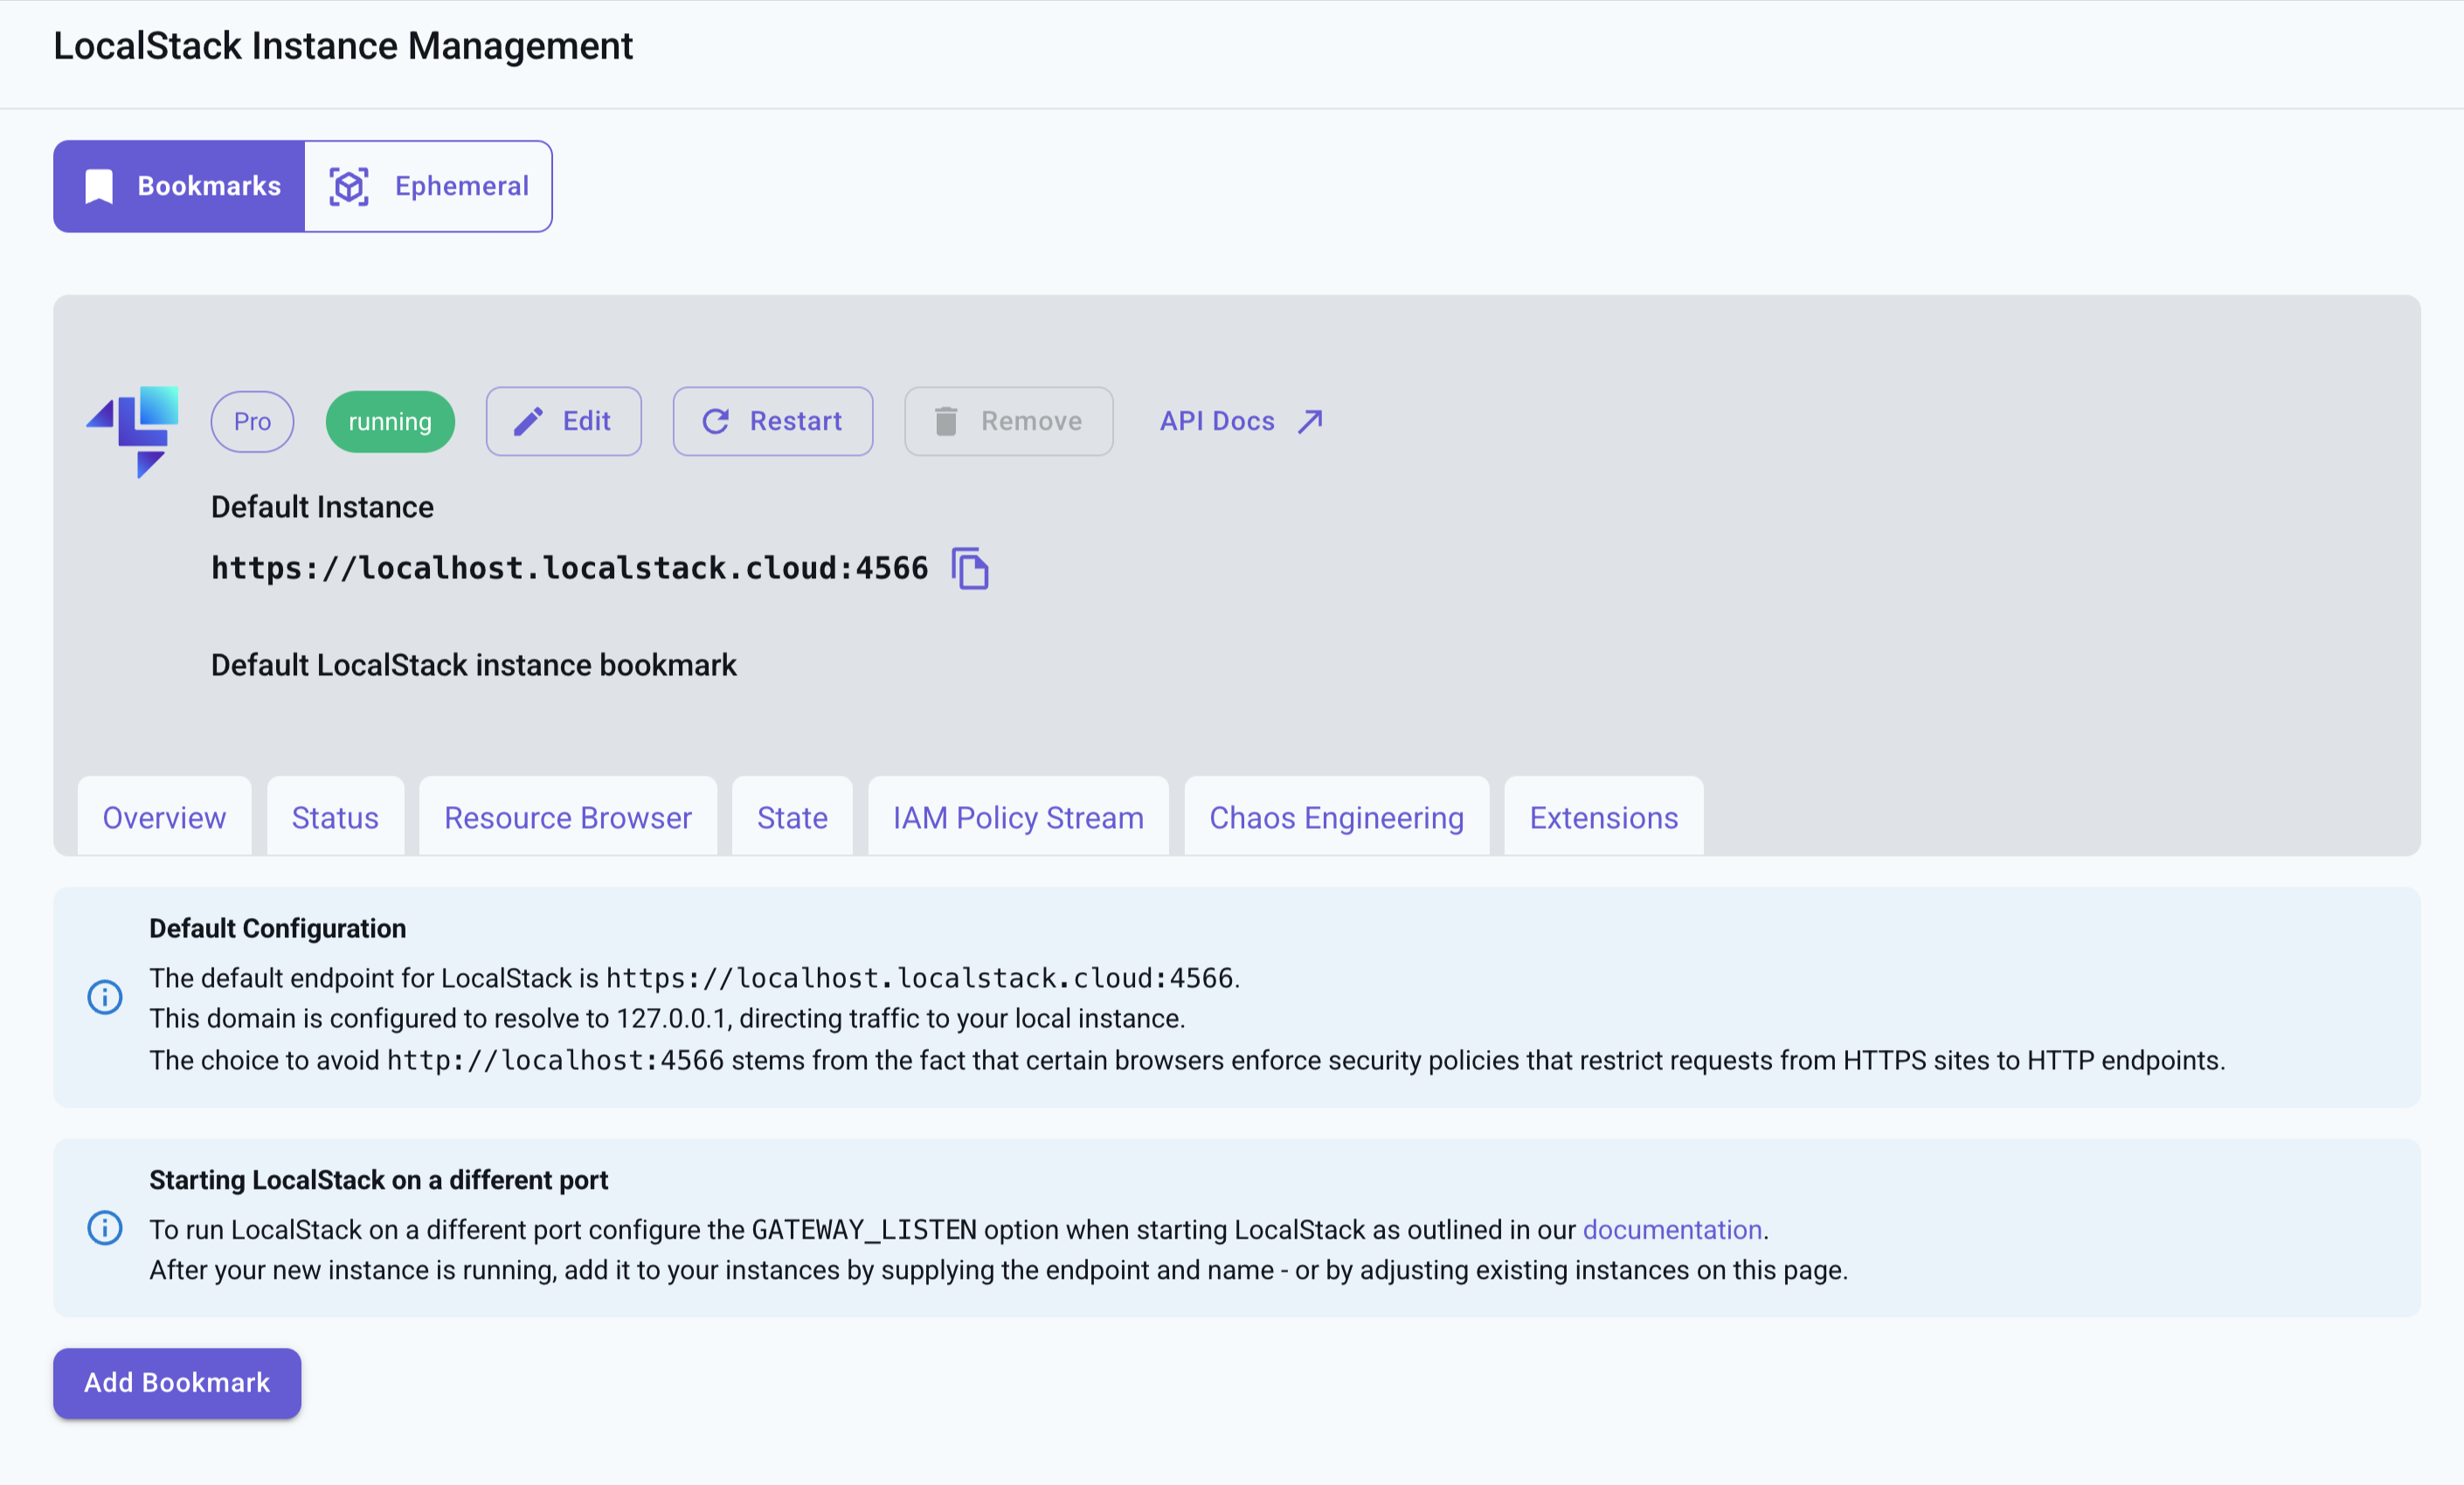 LocalStack Instance Management
Bookmarks Ephemeral
Pro running Edit Restart Remove API Docs
Default Instance
https://localhost.localstack.cloud:4566
Default LocalStack instance bookmark
Overview Status Resource Browser State IAM Policy Stream Chaos Engineering Extensions
Default Configuration
The default endpoint for LocalStack is https://localhost.localstack.cloud:4566.
This domain is configured to resolve to 127.0.0.1, directing traffic to your local instance.
The choice to avoid http://localhost:4566 stems from the fact that certain browsers enforce security policies that restrict requests from HTTPS sites to HTTP endpoints.
Starting LocalStack on a different port
To run LocalStack on a different port configure the GATEWAY_LISTEN option when starting LocalStack as outlined in our documentation.
After your new instance is running, add it to your instances by supplying the endpoint and name - or by adjusting existing instances on this page.
Add Bookmark